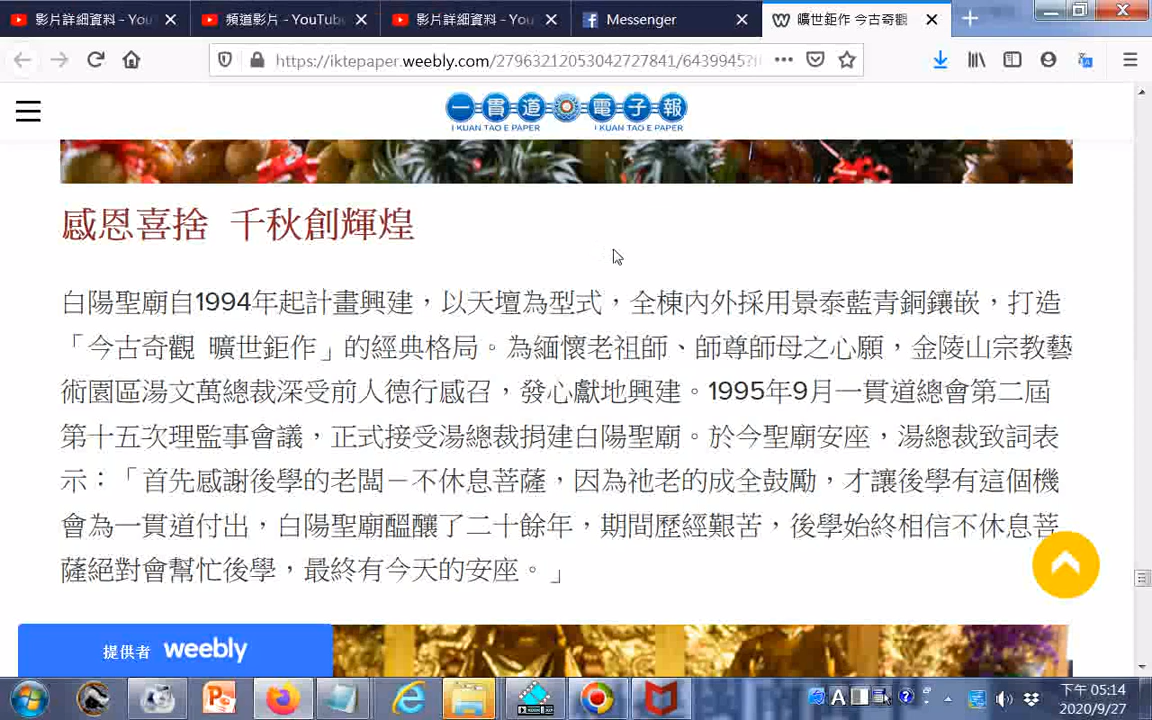 影片詳細資料 - You
頻道影片 - YouTube
影片詳細資料 - You
Messenger
曠世鉅作 今古奇觀
https://iktepaper.weebly.com/27963212053042727841/6439945
一貫道電子報
I KUAN TAO E PAPER I KUAN TAO E PAPER
感恩喜捨 千秋創輝煌
白陽聖廟自1994年起計畫興建，以天壇為型式，全棟內外採用景泰藍青銅鑲嵌，打造
「今古奇觀 曠世鉅作」的經典格局。為緬懷老祖師、師尊師母之心願，金陵山宗教藝
術園區湯文萬總裁深受前人德行感召，發心獻地興建。1995年9月一貫道總會第二屆
第十五次理監事會議，正式接受湯總裁捐建白陽聖廟。於今聖廟安座，湯總裁致詞表
示：「首先感謝後學的老闆－不休息菩薩，因為祂老的成全鼓勵，才讓後學有這個機
會為一貫道付出，白陽聖廟醞釀了二十餘年，期間歷經艱苦，後學始終相信不休息菩
薩絕對會幫忙後學，最終有今天的安座。」
提供者 weebly
下午 05:14
2020/9/27